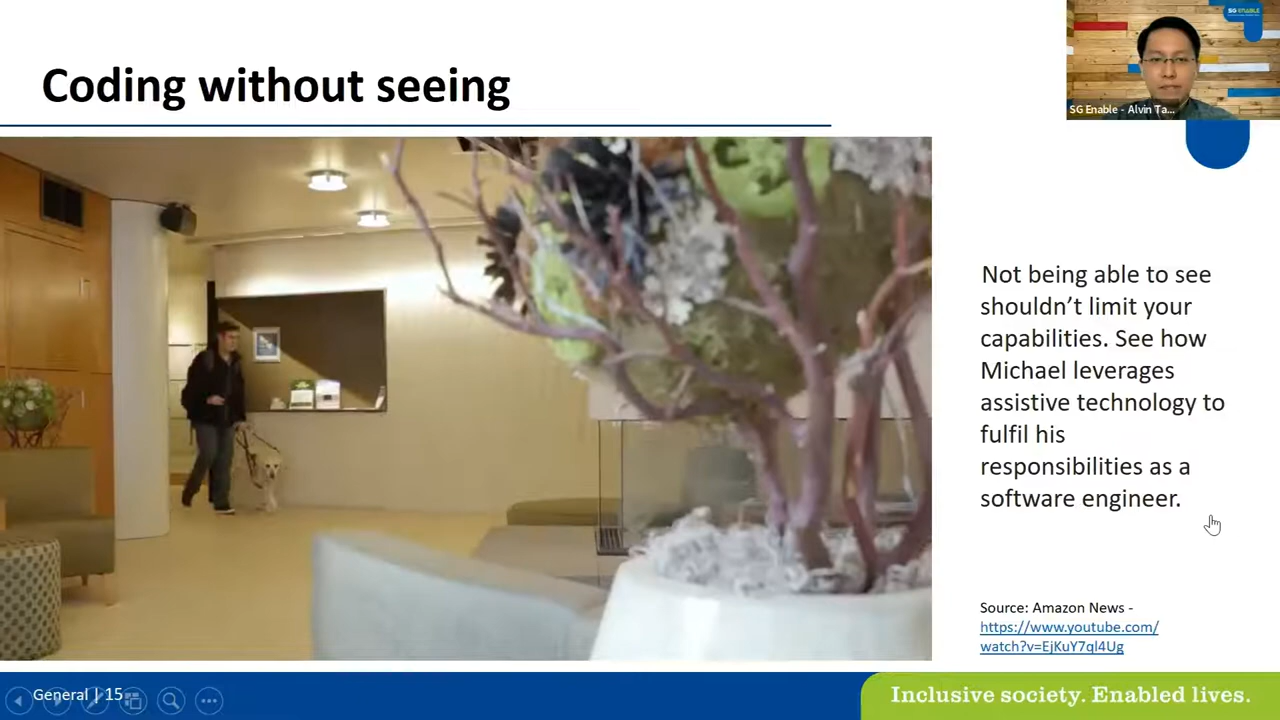 SG ENABLE
Coding without seeing
SG Enable - Alvin Ta...
Not being able to see
shouldn’t limit your
capabilities. See how
Michael leverages
assistive technology to
fulfil his
responsibilities as a
software engineer.
Source: Amazon News -
https://www.youtube.com/
watch?v=EjKuY7ql4Ug
General | 15
Inclusive society. Enabled lives.